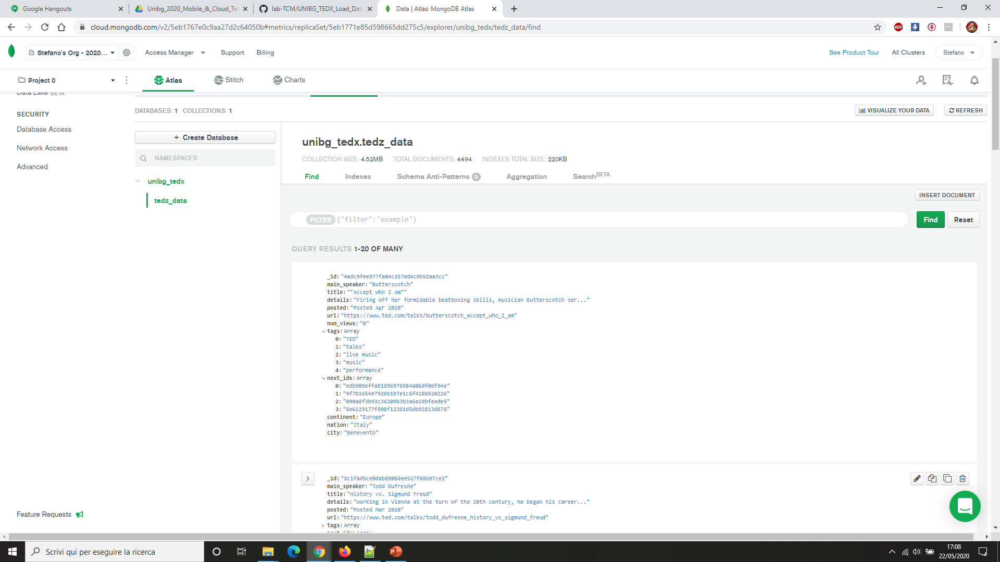 Google Hangouts
Unibg_2020_Mobile_&_Cloud_Te
lab-TCM/UNIBG_TEDX_Load_Dat
Data | Atlas: MongoDB Atlas
cloud.mongodb.com/v2/5eb1767e0c9aa27d2c64050b#metrics/replicaSet/5eb1771e85d598665dd275c5/explorer/unibg_tedx/tedz_data/find
ABP
Stefano's Org - 2020...
Access Manager
Support
Billing
See Product Tour
All Clusters
Stefano
Project 0
Atlas
Stitch
Charts
Data Lake BETA
SECURITY
Database Access
Network Access
Advanced
Feature Requests
DATABASES: 1 COLLECTIONS: 1
VISUALIZE YOUR DATA
REFRESH
+ Create Database
NAMESPACES
unibg_tedx
tedz_data
unibg_tedx.tedz_data
COLLECTION SIZE: 4.52MB TOTAL DOCUMENTS: 4494 INDEXES TOTAL SIZE: 220KB
Find
Indexes
Schema Anti-Patterns 0
Aggregation
Search BETA
INSERT DOCUMENT
FILTER {"filter":"example"}
Find
Reset
QUERY RESULTS 1-20 OF MANY
_id: "4adc9fee977fa04c357ed4c9b52aa3cc"
main_speaker: "Butterscotch"
title: ""Accept Who I Am""
details: "Firing off her formidable beatboxing skills, musician Butterscotch ser..."
posted: "Posted Apr 2020"
url: "https://www.ted.com/talks/butterscotch_accept_who_i_am"
num_views: "0"
tags: Array
0: "TED"
1: "talks"
2: "live music"
3: "music"
4: "performance"
next_idx: Array
0: "edb909effab1896976984a06df06f94e"
1: "9f7b1654e792011b7e1c6f4288520226"
2: "090a8f3b93c36209b3b3a6a19bfeede5"
3: "8e6129177f808f12381d5db92813d878"
continent: "Europe"
nation: "Italy"
city: "Benevento"
_id: "8c1fad5ce0dab8908dee527f88697ce2"
main_speaker: "Todd Dufresne"
title: "History vs. Sigmund Freud"
details: "Working in Vienna at the turn of the 20th century, he began his career..."
posted: "Posted Mar 2020"
url: "https://www.ted.com/talks/todd_dufresne_history_vs_sigmund_freud"
tags: Array
Scrivi qui per eseguire la ricerca
17:08
22/05/2020